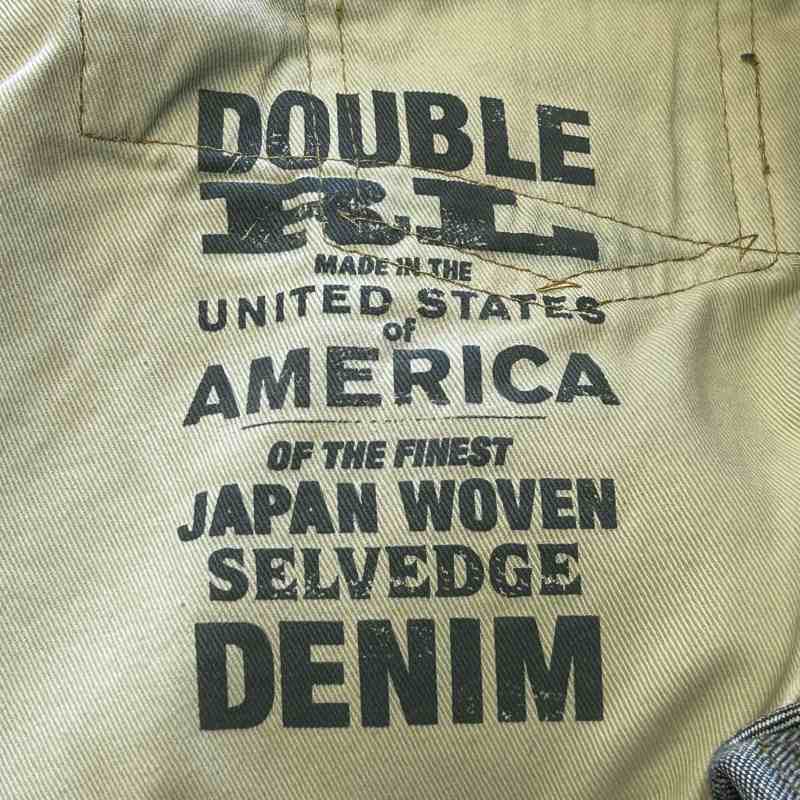 DOUBLE
RL
MADE IN THE
UNITED STATES
of
AMERICA
OF THE FINEST
JAPAN WOVEN
SELVEDGE
DENIM